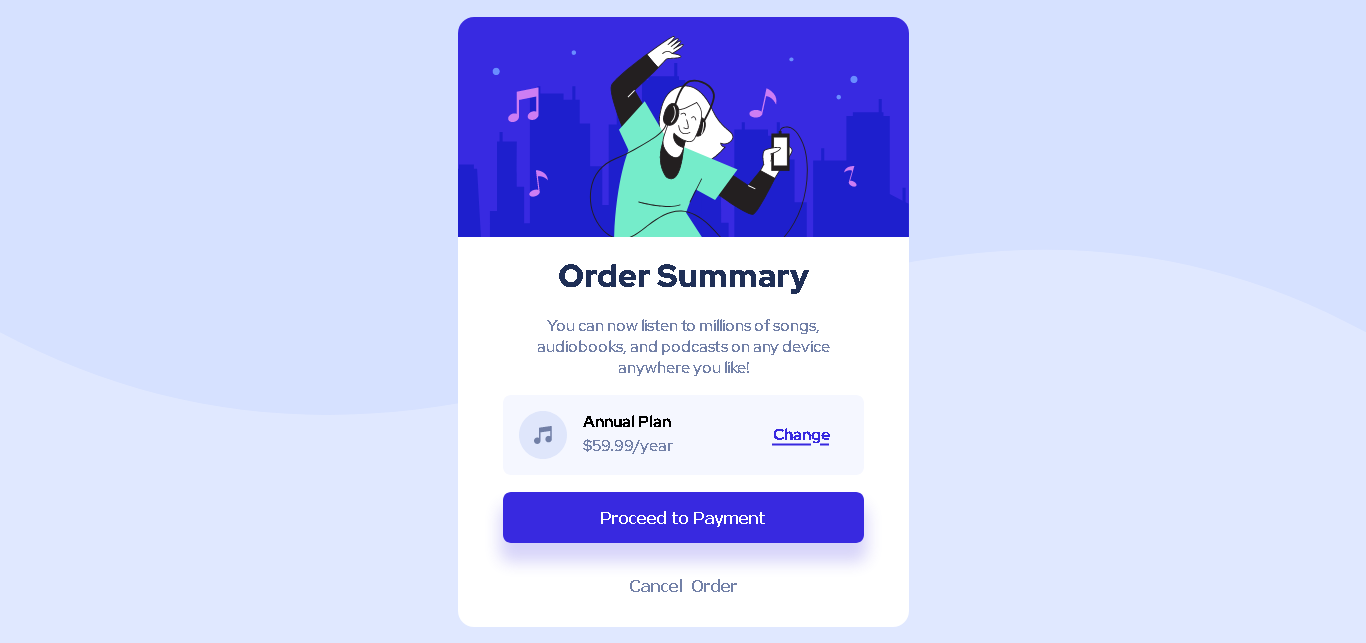 Order Summary
You can now listen to millions of songs,
audiobooks, and podcasts on any device
anywhere you like!
Annual Plan
$59.99/year
Change
Proceed to Payment
Cancel Order